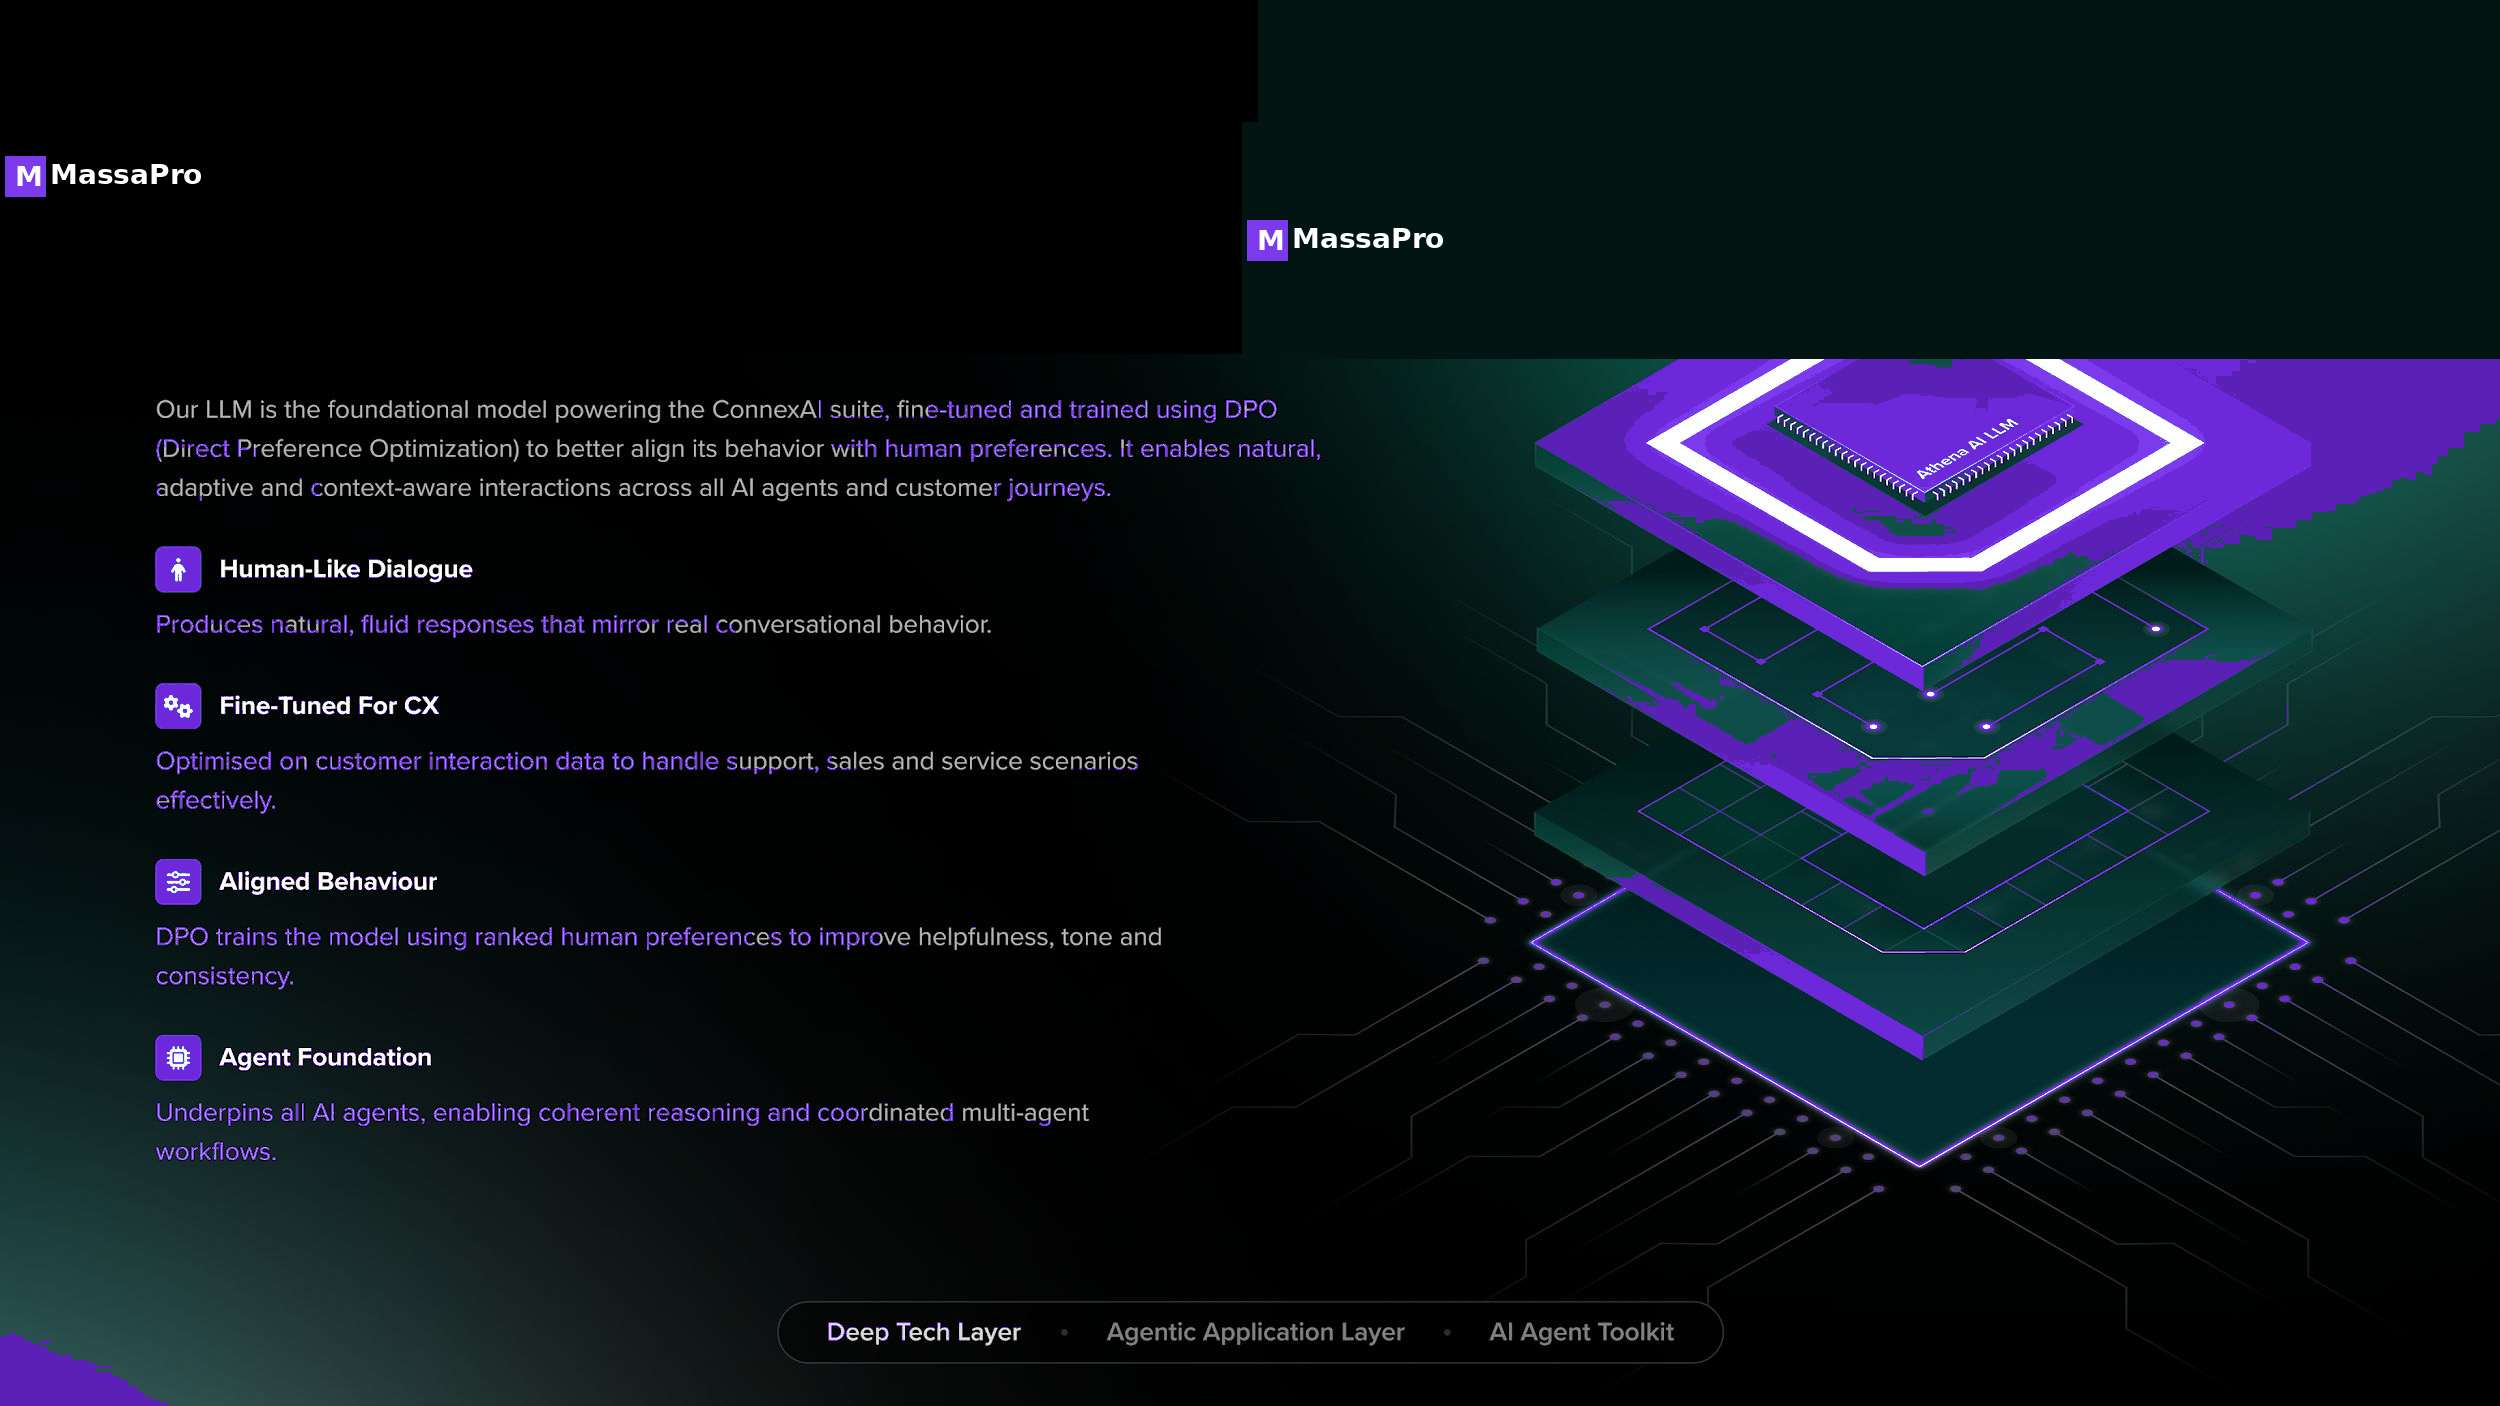 M MassaPro
M MassaPro
Our LLM is the foundational model powering the ConnexAI suite, fine-tuned and trained using DPO
(Direct Preference Optimization) to better align its behavior with human preferences. It enables natural,
adaptive and context-aware interactions across all AI agents and customer journeys.
Human-Like Dialogue
Produces natural, fluid responses that mirror real conversational behavior.
Fine-Tuned For CX
Optimised on customer interaction data to handle support, sales and service scenarios
effectively.
Aligned Behaviour
DPO trains the model using ranked human preferences to improve helpfulness, tone and
consistency.
Agent Foundation
Underpins all AI agents, enabling coherent reasoning and coordinated multi-agent
workflows.
Athena AI LLM
Deep Tech Layer • Agentic Application Layer • AI Agent Toolkit